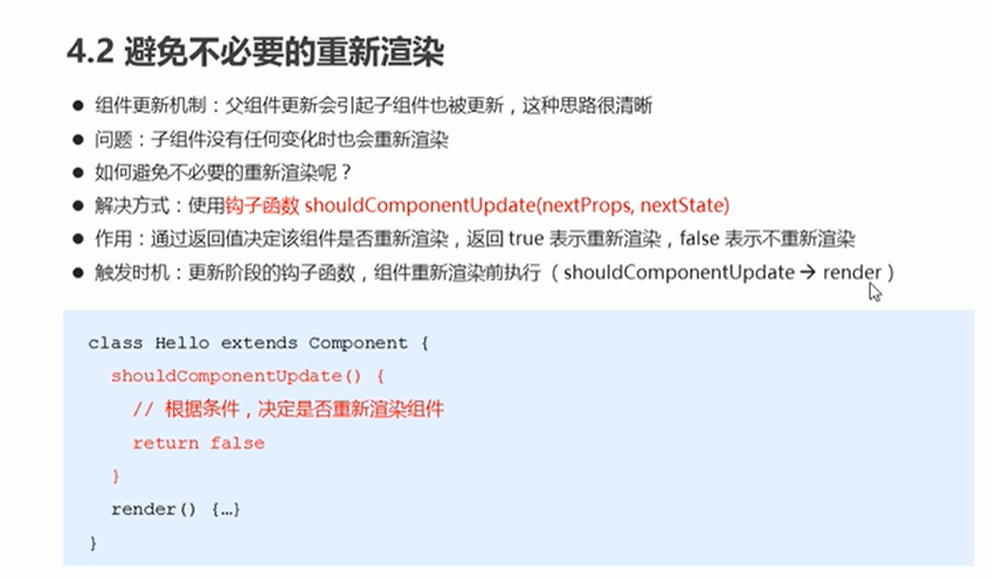 4.2 避免不必要的重新渲染
● 组件更新机制：父组件更新会引起子组件也被更新，这种思路很清晰
● 问题：子组件没有任何变化时也会重新渲染
● 如何避免不必要的重新渲染呢？
● 解决方式：使用钩子函数 shouldComponentUpdate(nextProps, nextState)
● 作用：通过返回值决定该组件是否重新渲染，返回 true 表示重新渲染，false 表示不重新渲染
● 触发时机：更新阶段的钩子函数，组件重新渲染前执行（shouldComponentUpdate → render）
class Hello extends Component {
  shouldComponentUpdate() {
    // 根据条件，决定是否重新渲染组件
    return false
  }
  render() {…}
}